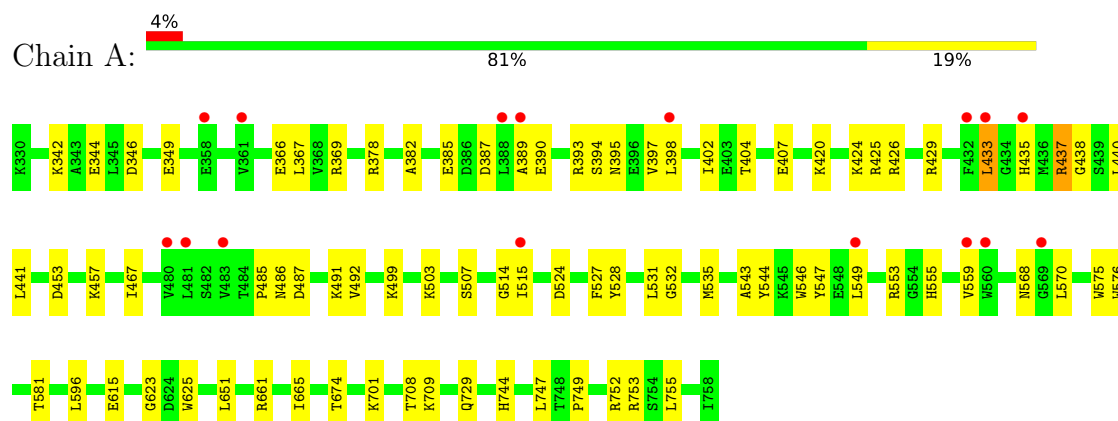 4%
Chain A:
81% 19%
K330 K342 A343 E344 L345 D346 E349 E358 V361 E366 L367 V368 R369 R378 A382 E385 D386 D387 L388 A389 E390 R393 S394 N395 E396 V397 L398 I402 E403 T404 E407 K420 K424 R425 R426 R429 F432 L433 G434 H435 M436 R437 G438 S439 L440
L441 D453 K457 I467 V480 L481 S482 V483 T484 P485 N486 D487 K491 V492 K499 K503 S507 G514 I515 D524 F527 Y528 L531 G532 M535 A543 Y544 K545 W546 Y547 E548 L549 R553 G554 H555 V559 W560 N568 G569 L570 W575 W576
T581 L596 E615 G623 D624 W625 L651 R661 I665 T674 K701 T708 K709 Q729 H744 L747 T748 P749 R752 R753 S754 L755 I758